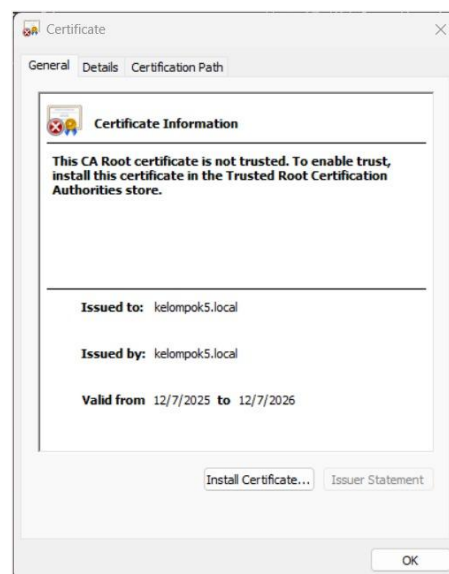 Certificate
General Details Certification Path
Certificate Information
This CA Root certificate is not trusted. To enable trust,
install this certificate in the Trusted Root Certification
Authorities store.
Issued to: kelompok5.local
Issued by: kelompok5.local
Valid from 12/7/2025 to 12/7/2026
Install Certificate... Issuer Statement
OK